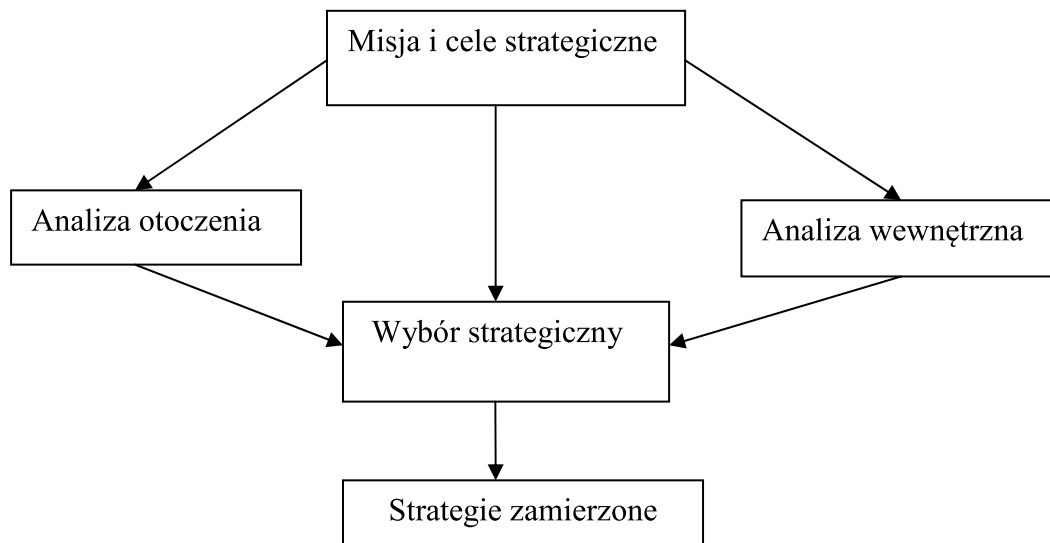 Misja i cele strategiczne
Analiza otoczenia
Analiza wewnętrzna
Wybór strategiczny
Strategie zamierzone